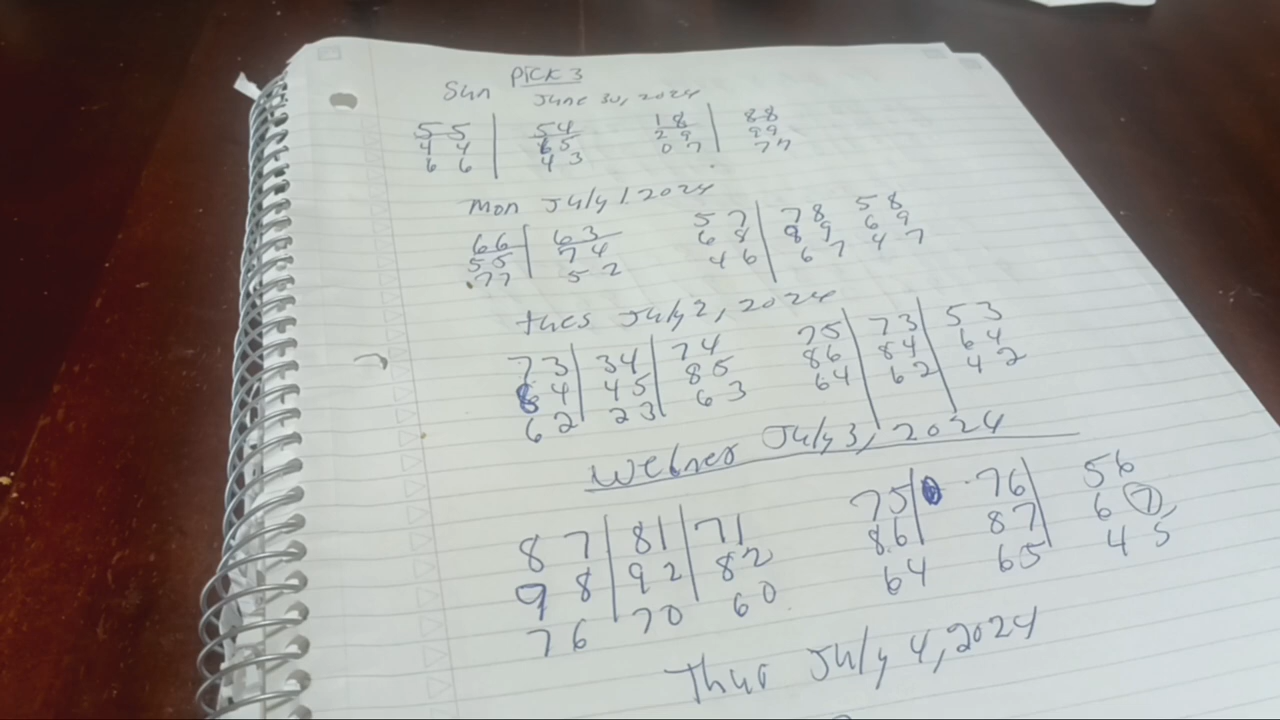 Pick 3
Sun June 30, 2024
55 | 54 18 | 88
44 | 65 29 | 99
66 | 43 07 | 77
Mon July 1, 2024
66 | 63 57 | 78 58
55 | 74 68 | 89 69
77 | 52 46 | 67 47
tues July 2, 2024
73 | 34 | 74 75 | 73 | 53
84 | 45 | 85 86 | 84 | 64
62 | 23 | 63 64 | 62 | 42
July 3, 2024
87 | 81 | 71 75 | 76 | 56
98 | 92 | 82 86 | 87 | 67
76 | 70 60 64 65 45
Thur July 4, 2024